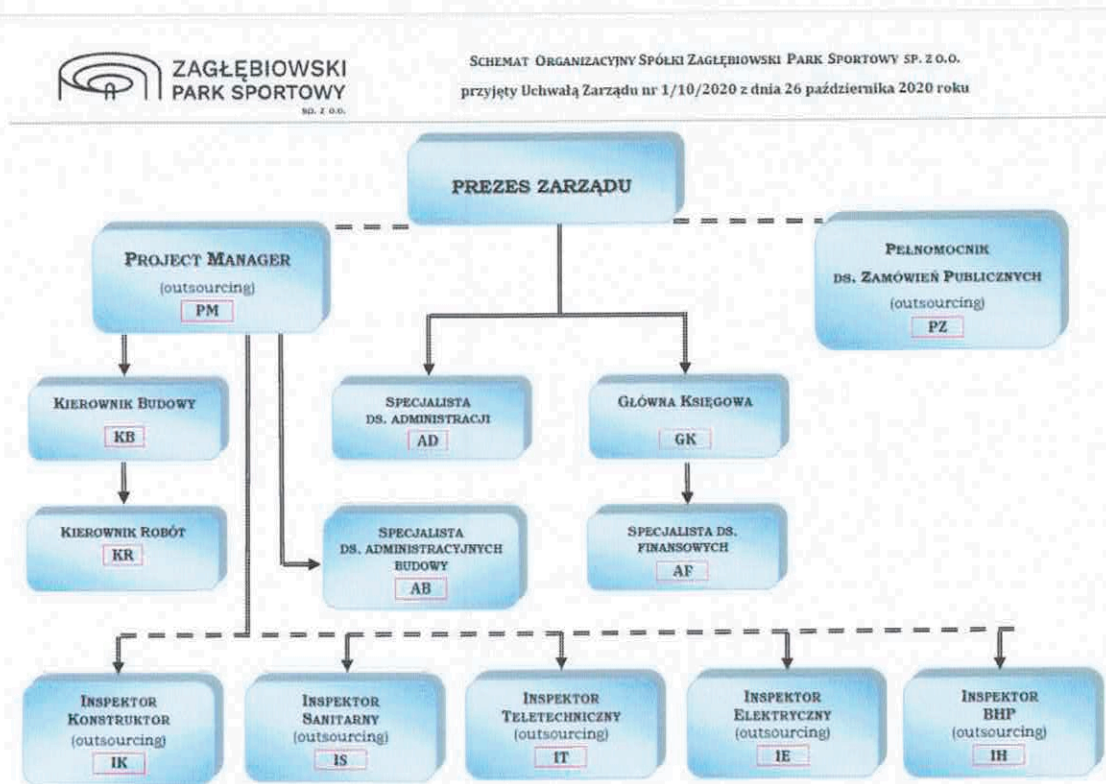 ZAGŁĘBIOWSKI
PARK SPORTOWY
SP. Z O.O.
SCHEMAT ORGANIZACYJNY SPÓŁKI ZAGŁĘBIOWSKI PARK SPORTOWY SP. Z O.O.
przyjęty Uchwałą Zarządu nr 1/10/2020 z dnia 26 października 2020 roku
PREZES ZARZĄDU
PROJECT MANAGER
(outsourcing)
PM
PEŁNOMOCNIK
DS. ZAMÓWIEŃ PUBLICZNYCH
(outsourcing)
PZ
KIEROWNIK BUDOWY
KB
SPECJALISTA
DS. ADMINISTRACJI
AD
GŁÓWNA KSIĘGOWA
GK
KIEROWNIK ROBÓT
KR
SPECJALISTA
DS. ADMINISTRACYJNYCH
BUDOWY
AB
SPECJALISTA DS.
FINANSOWYCH
AF
INSPEKTOR
KONSTRUKTOR
(outsourcing)
IK
INSPEKTOR
SANITARNY
(outsourcing)
IS
INSPEKTOR
TELETECHNICZNY
(outsourcing)
IT
INSPEKTOR
ELEKTRYCZNY
(outsourcing)
IE
INSPEKTOR
BHP
(outsourcing)
IH